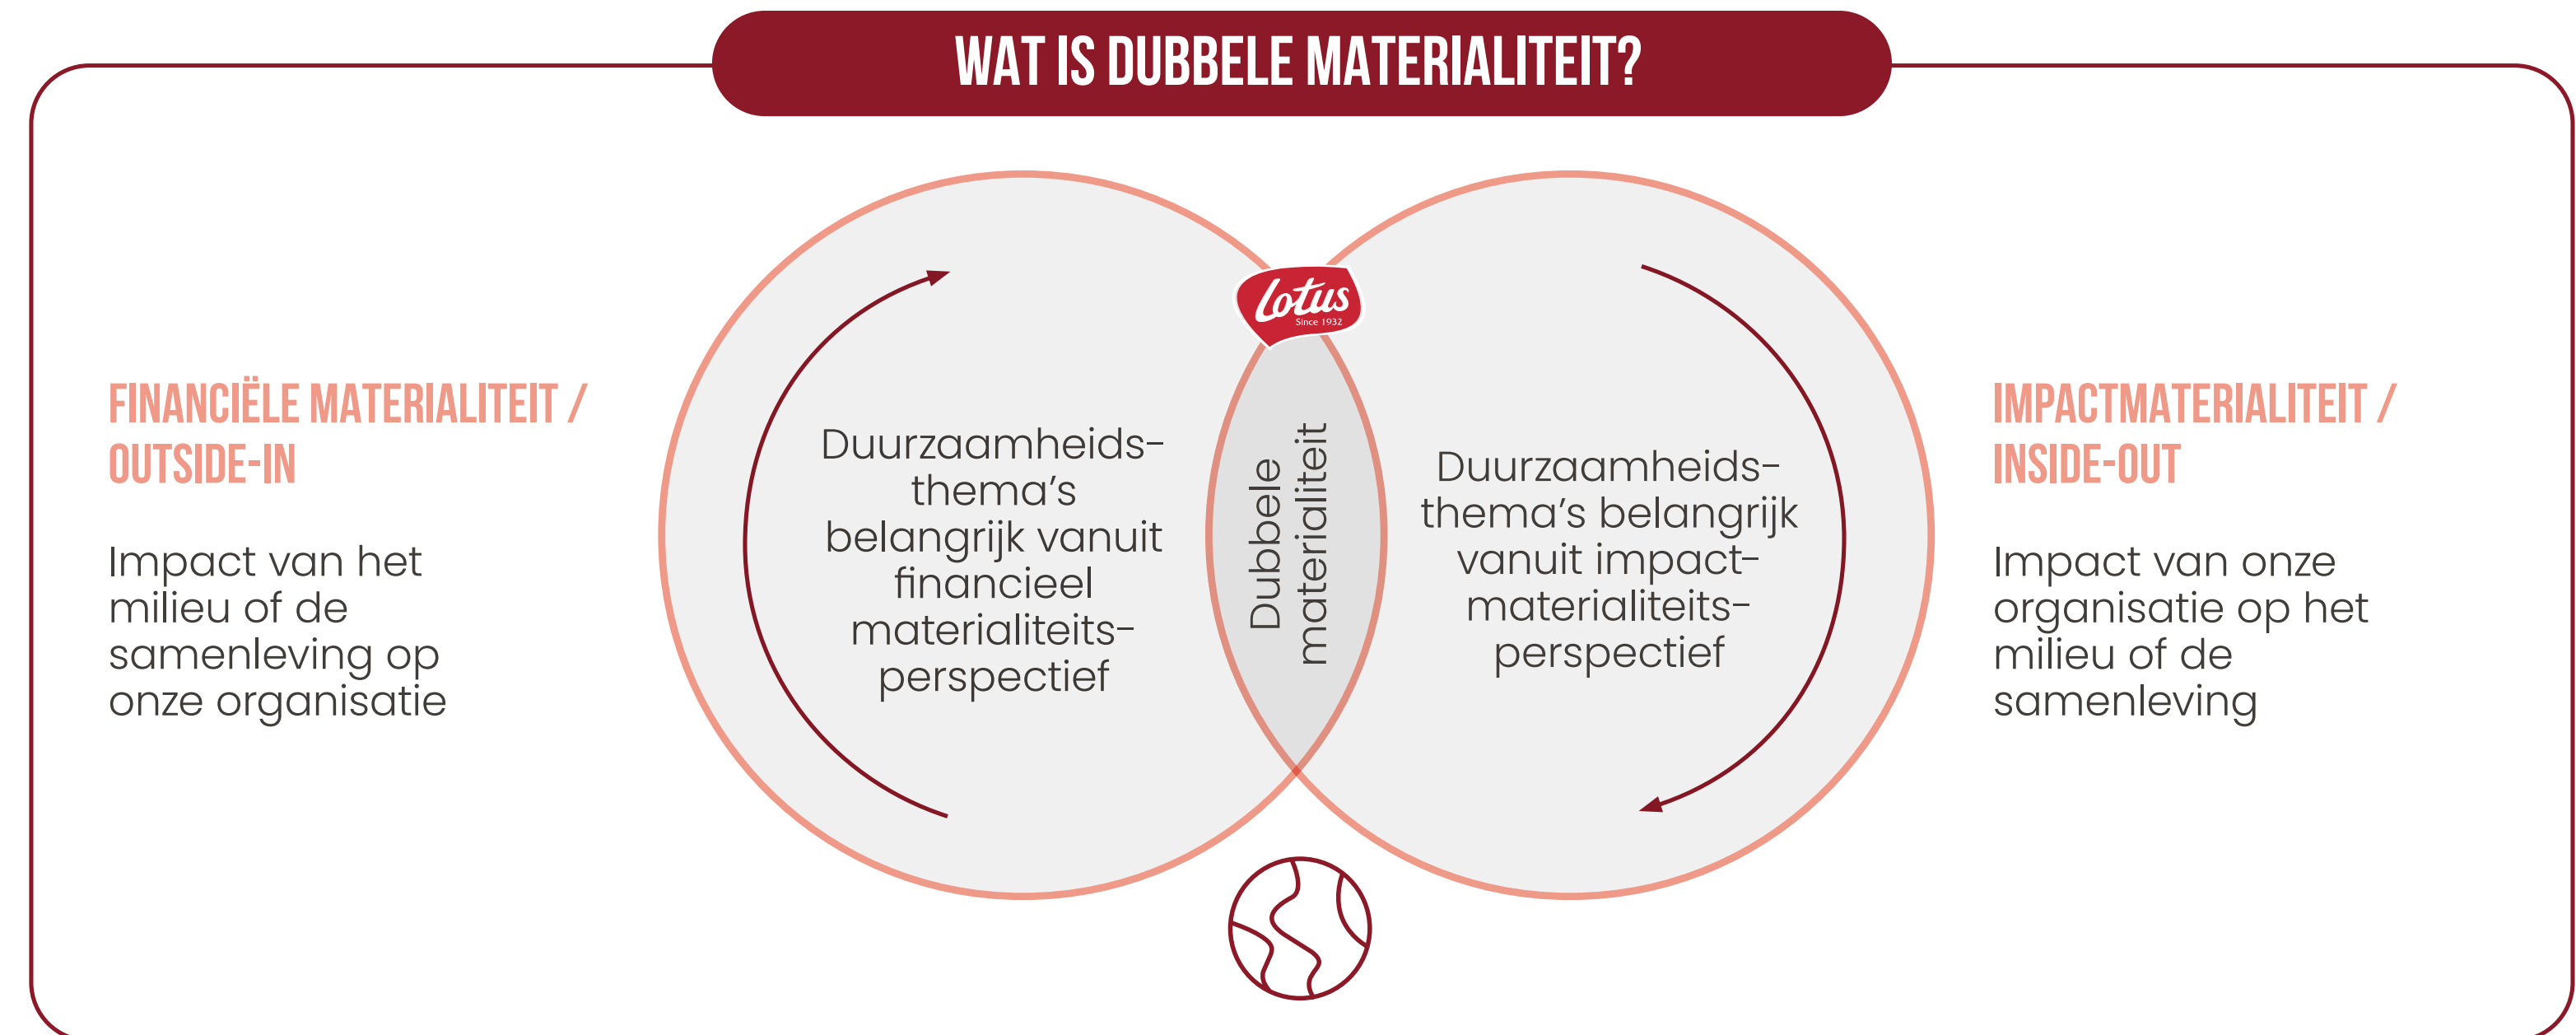 WAT IS DUBBELE MATERIALITEIT?
FINANCIËLE MATERIALITEIT /
OUTSIDE-IN
Impact van het
milieu of de
samenleving op
onze organisatie
Duurzaamheids-
thema's
belangrijk vanuit
financieel
materialiteits-
perspectief
Lotus
Since 1932
Dubbele
materialiteit
Duurzaamheids-
thema's belangrijk
vanuit impact-
materialiteits-
perspectief
IMPACTMATERIALITEIT /
INSIDE-OUT
Impact van onze
organisatie op het
milieu of de
samenleving